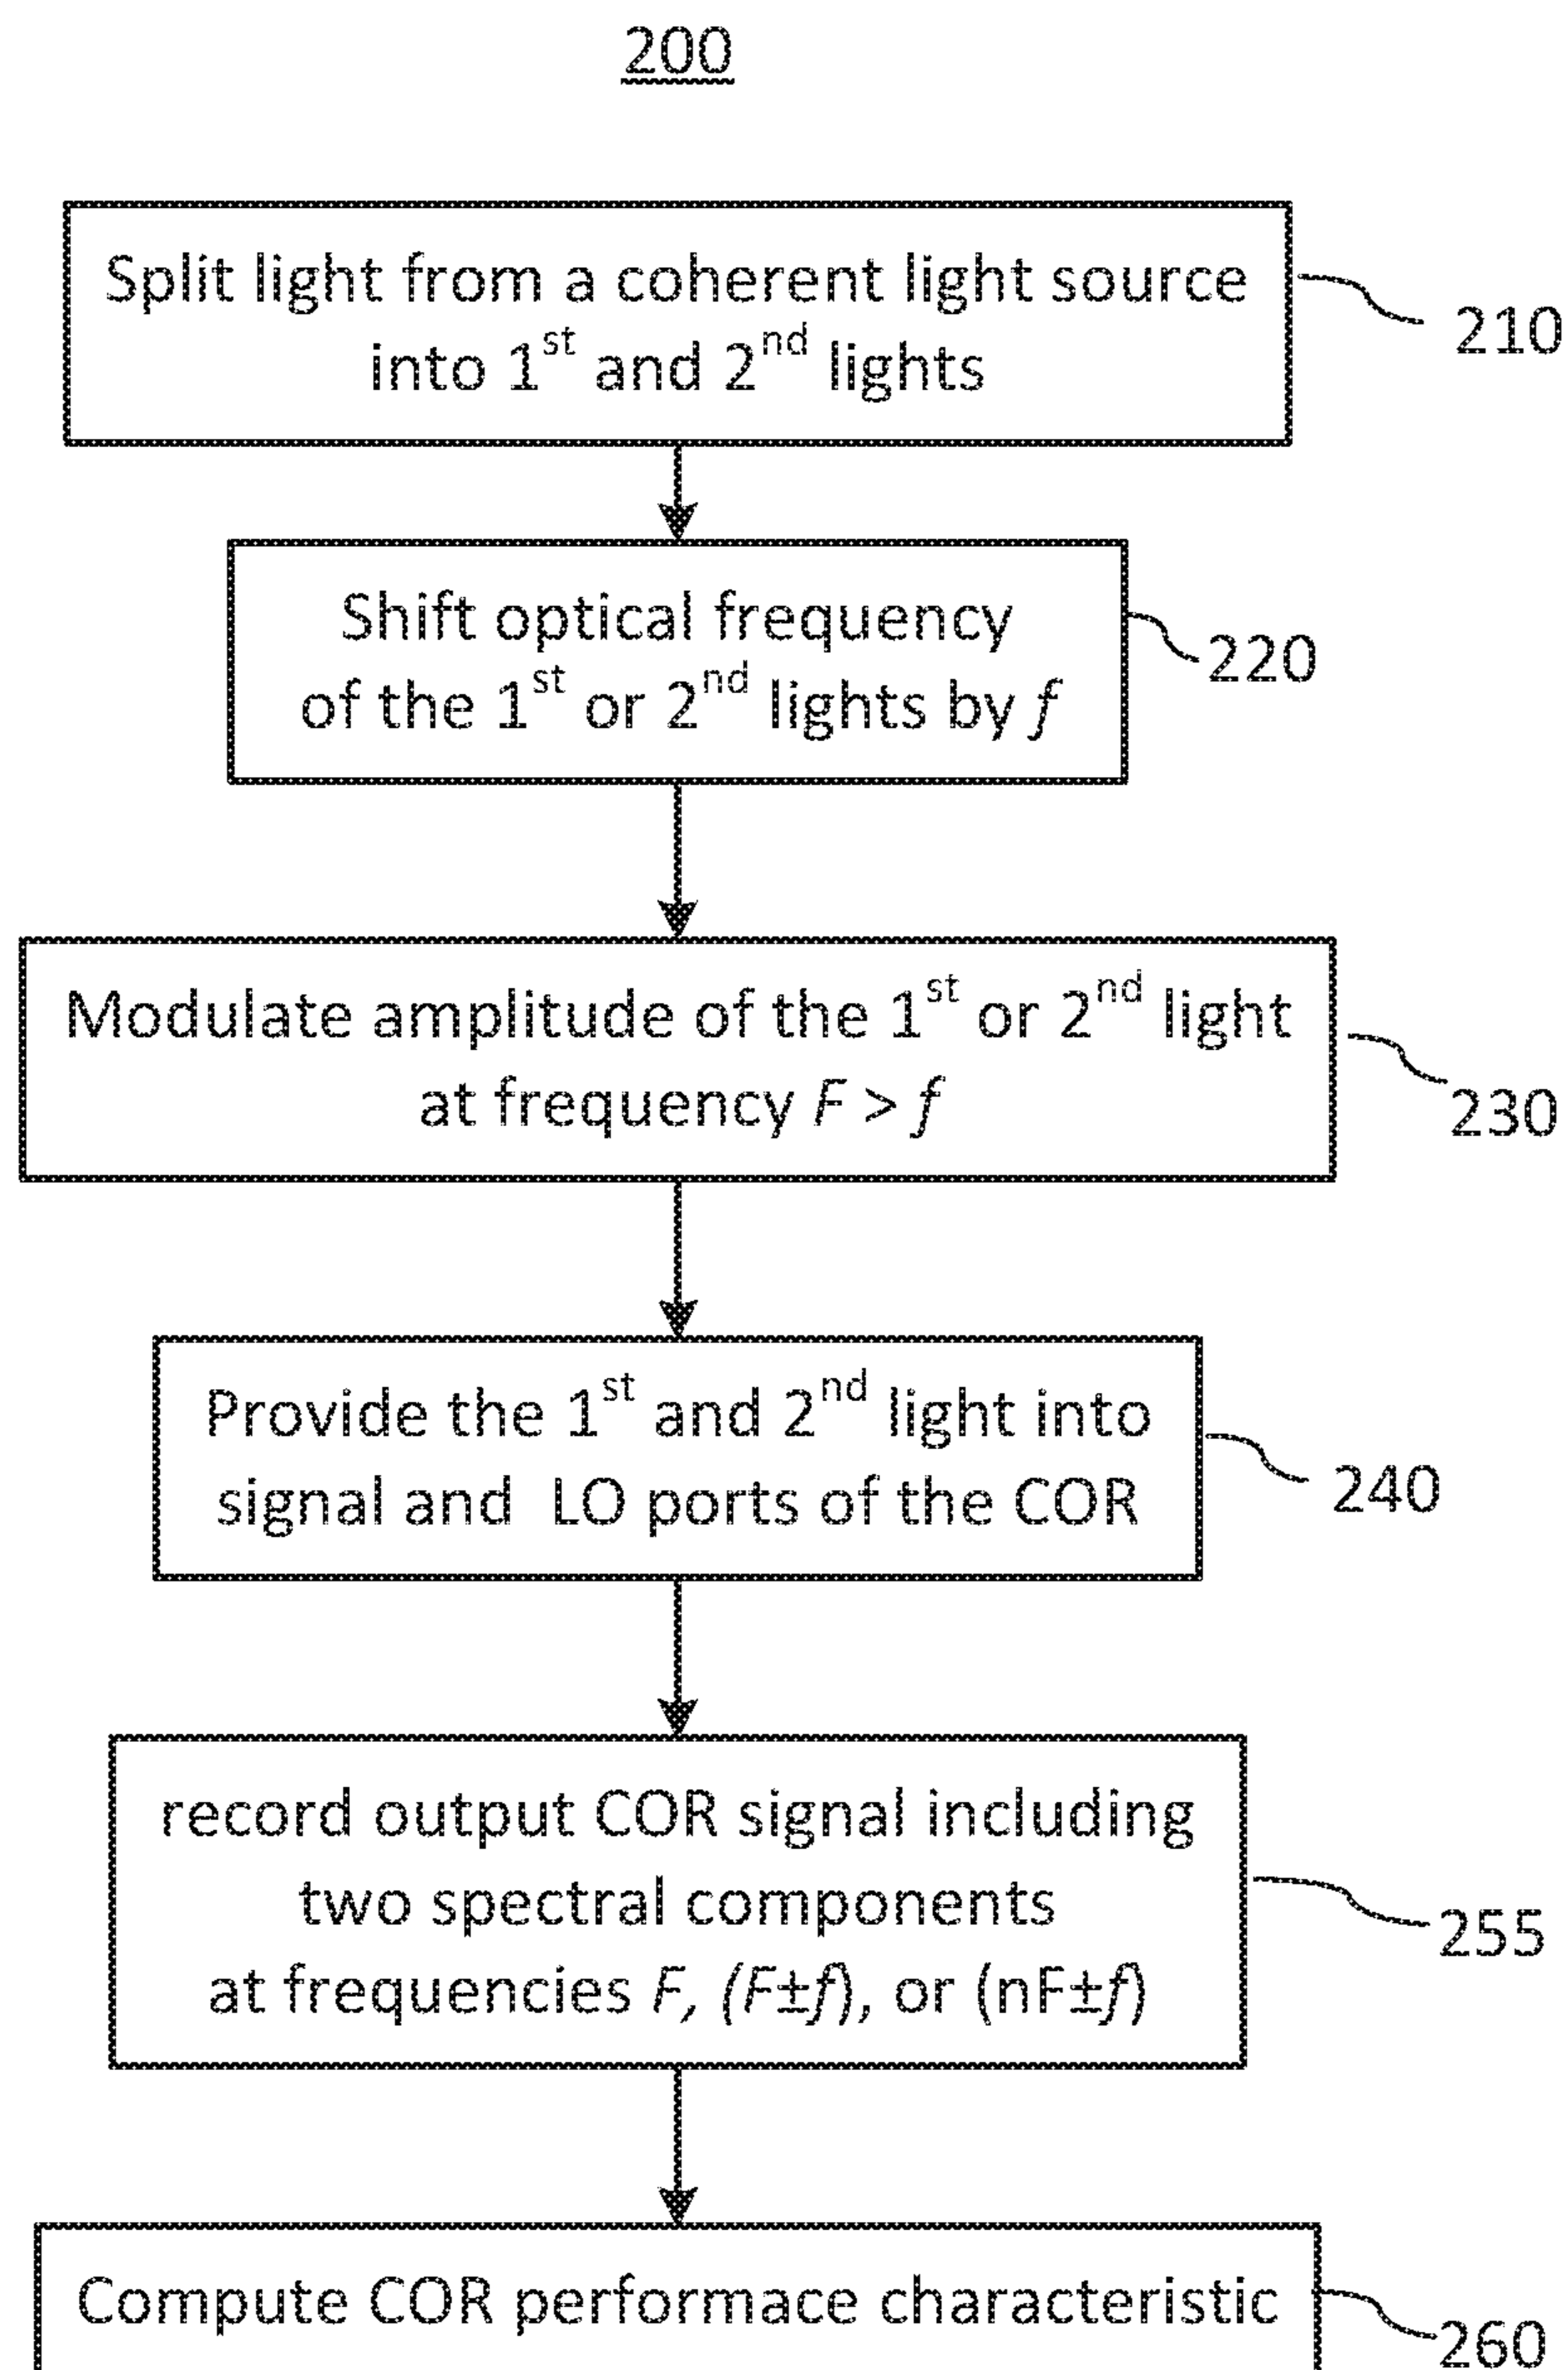 200
Split light from a coherent light source
into 1st and 2nd lights
210
Shift optical frequency
of the 1st or 2nd lights by f
220
Modulate amplitude of the 1st or 2nd light
at frequency F > f
230
Provide the 1st and 2nd light into
signal and LO ports of the COR
240
record output COR signal including
two spectral components
at frequencies F, (F±f), or (nF±f)
255
Compute COR performace characteristic
260